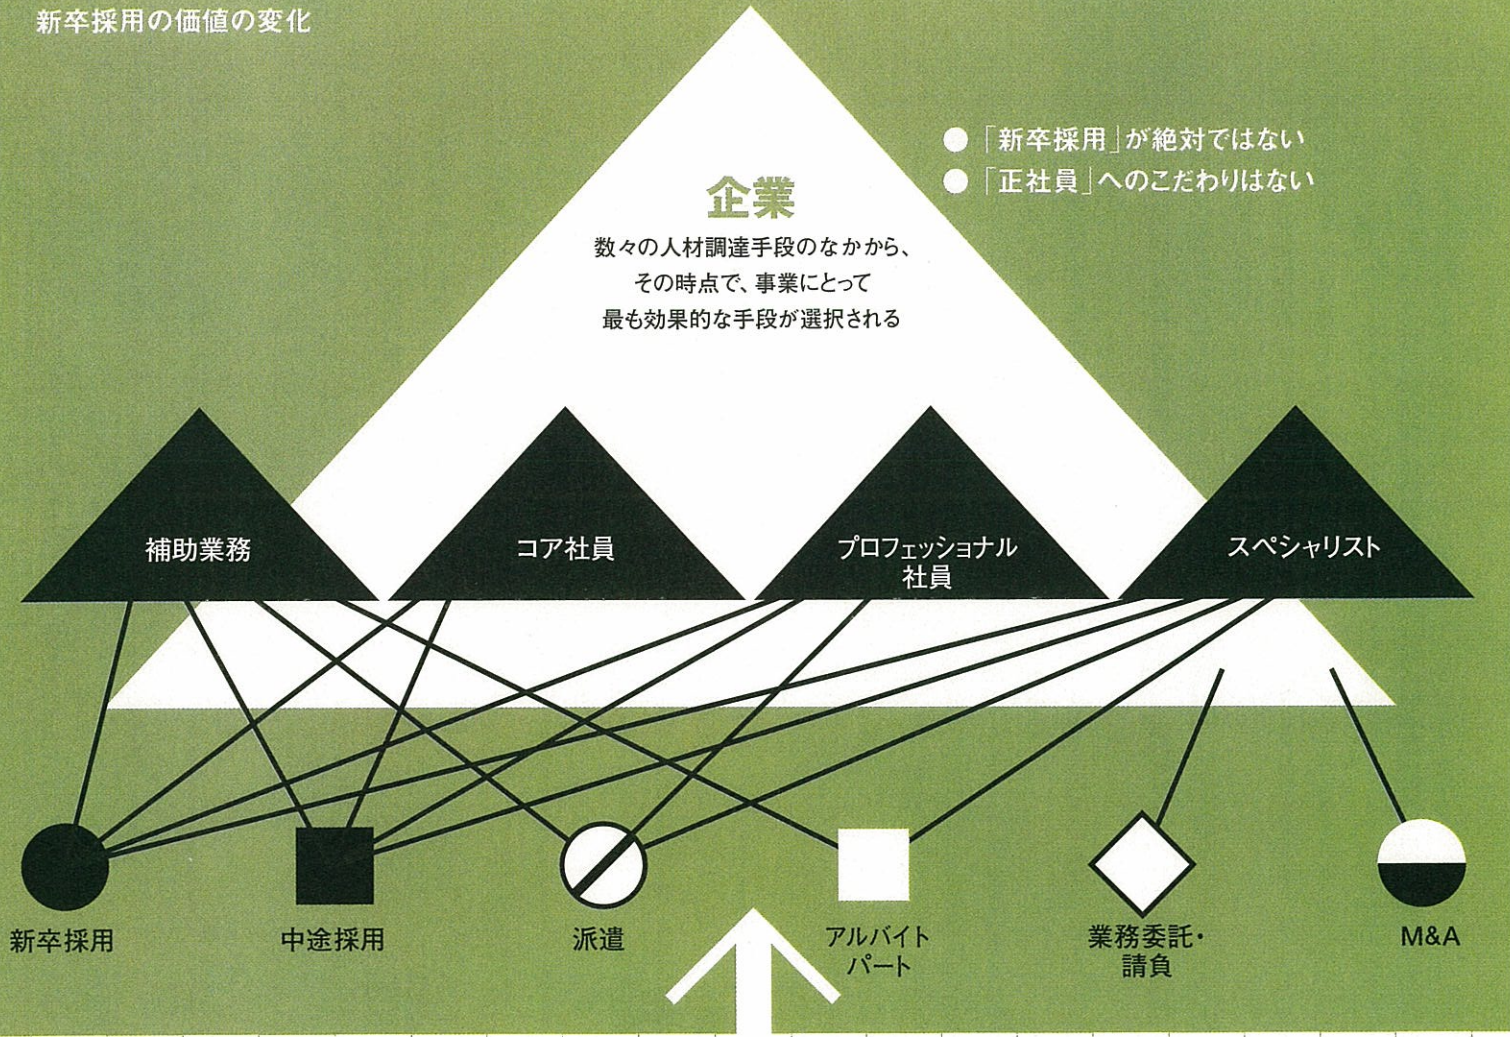 新卒採用の価値の変化
●「新卒採用」が絶対ではない
●「正社員」へのこだわりはない
企業
数々の人材調達手段のなかから、
その時点で、事業にとって
最も効果的な手段が選択される
補助業務
コア社員
プロフェッショナル
社員
スペシャリスト
新卒採用
中途採用
派遣
アルバイト
パート
業務委託・
請負
M&A